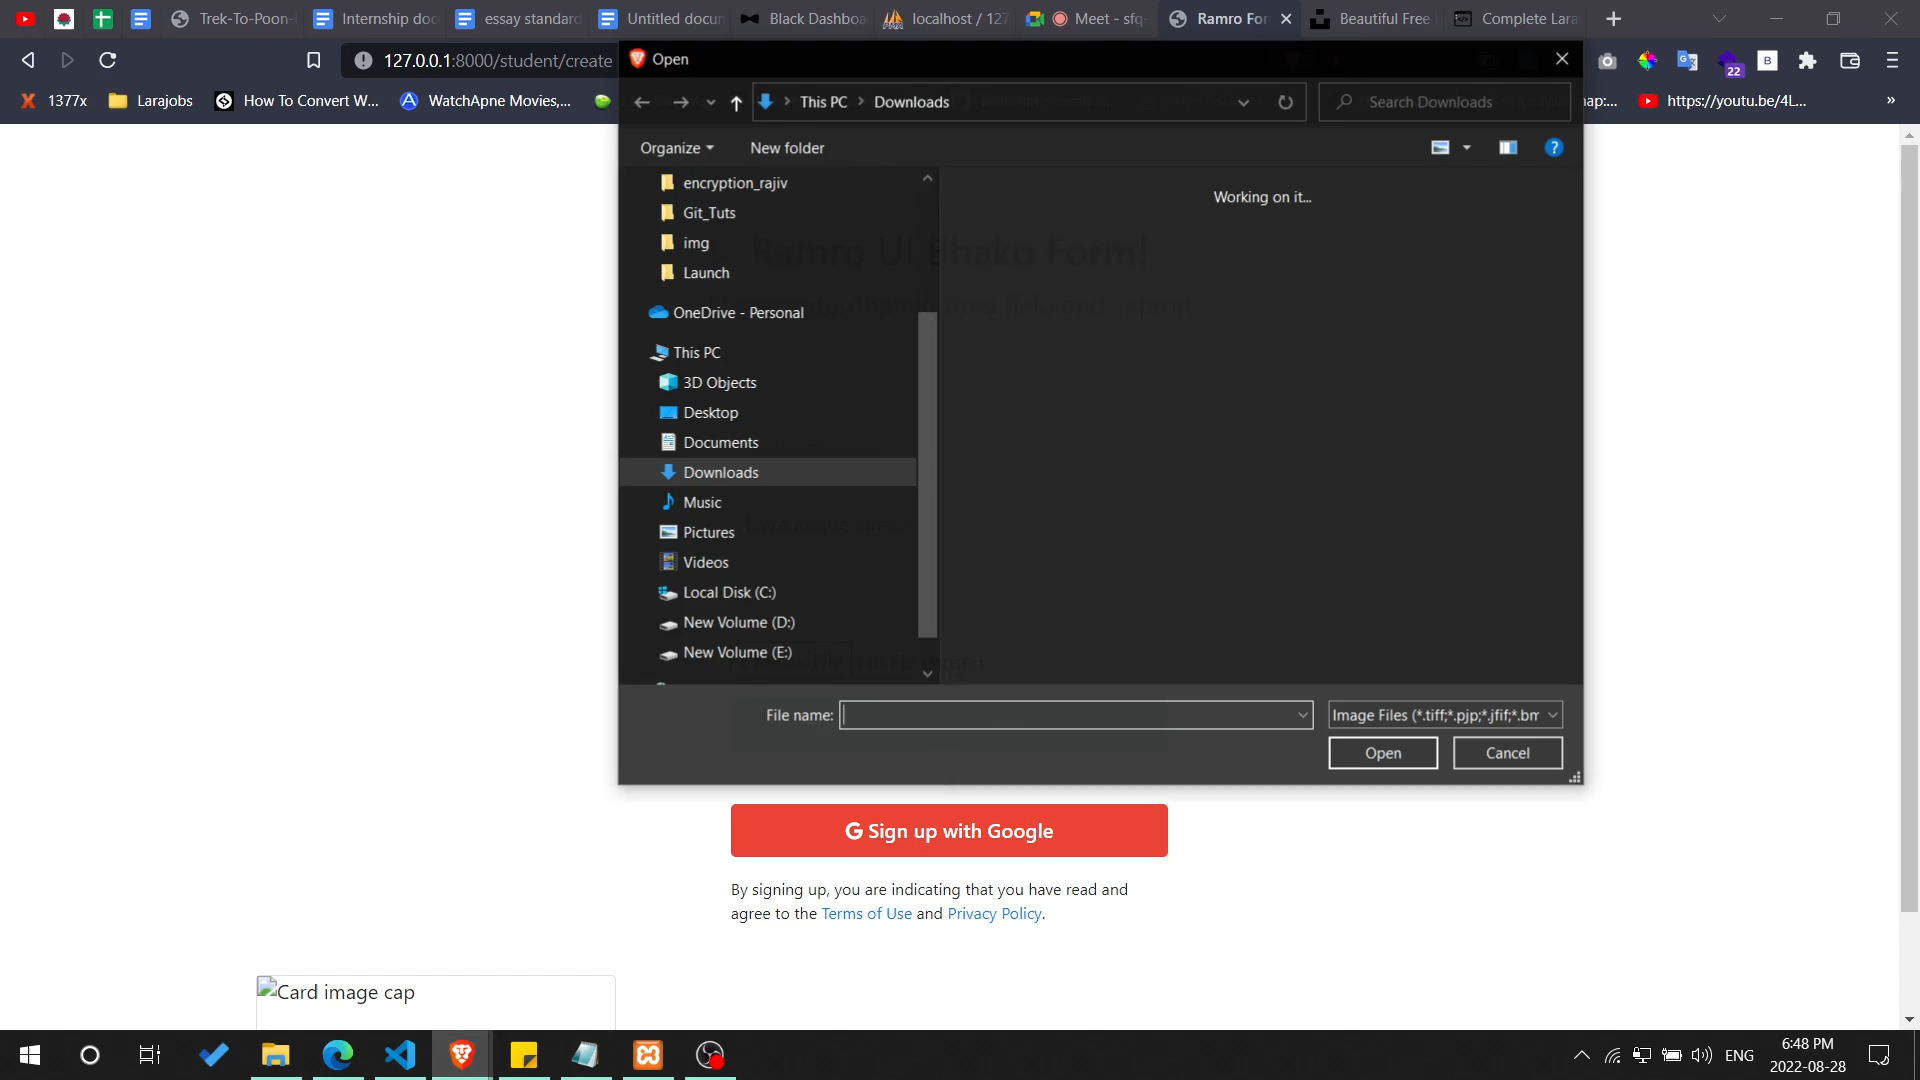 Trek-To-Poon-
Internship doc
essay standard
Untitled docum
Black Dashboa
localhost / 127
Meet - sfq-
Ramro For
Beautiful Free
Complete Lara
127.0.0.1:8000/student/create
22
B
1377x
Larajobs
How To Convert W...
WatchApne Movies,...
nap:...
https://youtu.be/4L...
»
Open
This PC
Downloads
Search Downloads
Organize
New folder
?
encryption_rajiv
Git_Tuts
img
Launch
OneDrive - Personal
This PC
3D Objects
Desktop
Documents
Downloads
Music
Pictures
Videos
Local Disk (C:)
New Volume (D:)
New Volume (E:)
Working on it...
Ramro UI Bhako Form!
File name:
Image Files (*.tiff;*.pjp;*.jfif;*.bm
Open
Cancel
G Sign up with Google
By signing up, you are indicating that you have read and
agree to the Terms of Use and Privacy Policy.
Card image cap
ENG
6:48 PM
2022-08-28